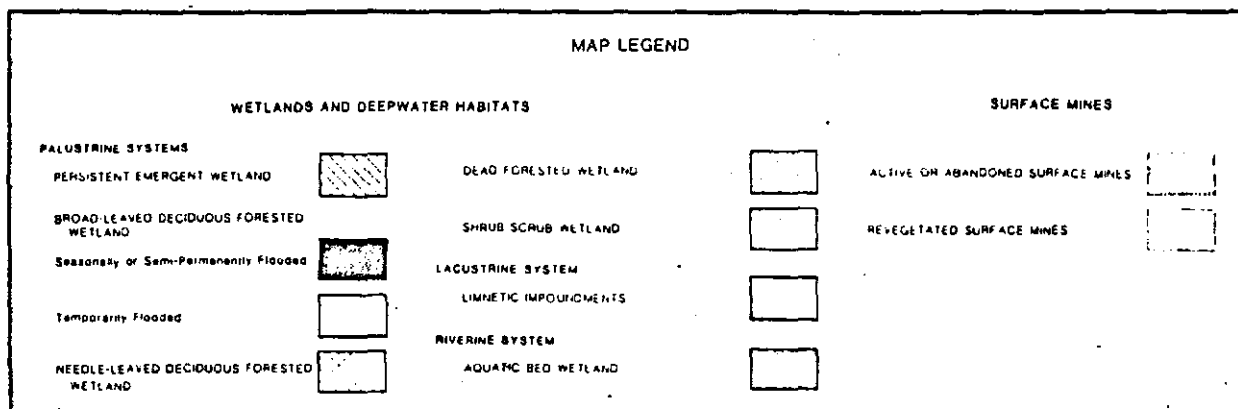 MAP LEGEND
WETLANDS AND DEEPWATER HABITATS
PALUSTRINE SYSTEMS
PERSISTENT EMERGENT WETLAND
BROAD-LEAVED DECIDUOUS FORESTED
WETLAND
Seasonally or Semi-Permanently Flooded
Temporarily Flooded
NEEDLE-LEAVED DECIDUOUS FORESTED
WETLAND
DEAD FORESTED WETLAND
SHRUB SCRUB WETLAND
LACUSTRINE SYSTEM
LIMNETIC IMPOUNDMENTS
RIVERINE SYSTEM
AQUATIC BED WETLAND
SURFACE MINES
ACTIVE OR ABANDONED SURFACE MINES
REVEGETATED SURFACE MINES